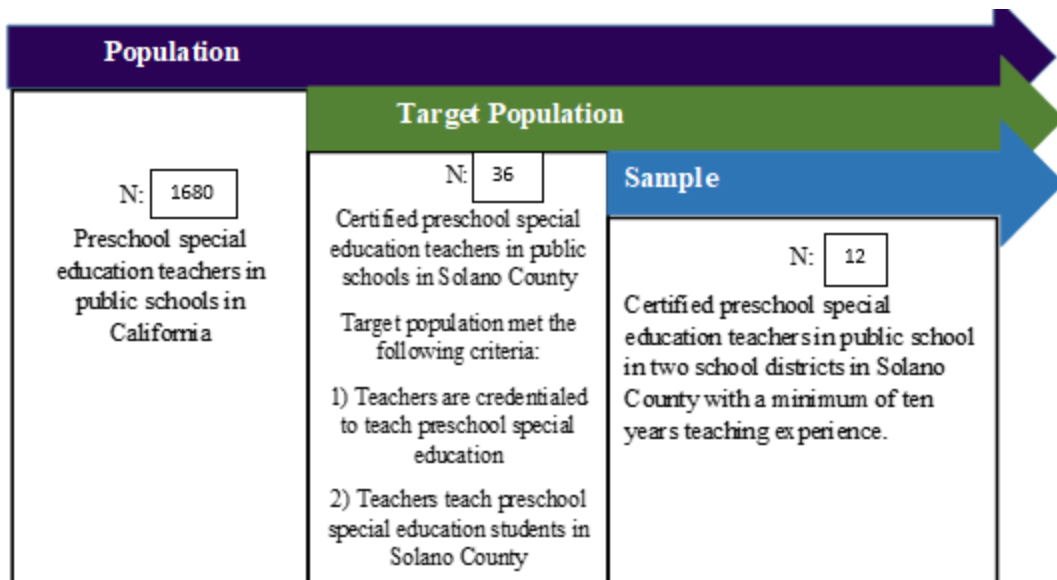 Population
N: 1680
Preschool special
education teachers in
public schools in
California
Target Population
N: 36
Certified preschool special
education teachers in public
schools in Solano County
Target population met the
following criteria:
1) Teachers are credentialed
to teach preschool special
education
2) Teachers teach preschool
special education students in
Solano County
Sample
N: 12
Certified preschool special
education teachers in public school
in two school districts in Solano
County with a minimum of ten
years teaching experience.